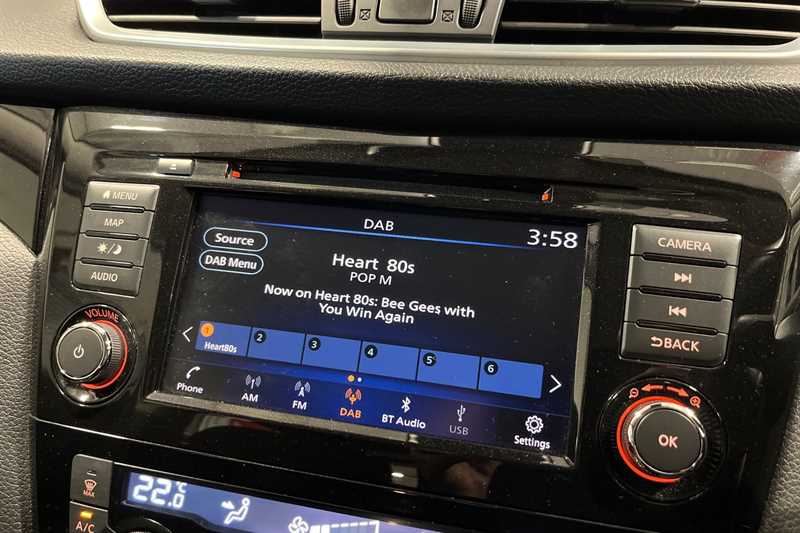 MENU
MAP
AUDIO
VOLUME
DAB
3:58
Source
DAB Menu
Heart 80s
POP M
Now on Heart 80s: Bee Gees with
You Win Again
1 2 3 4 5 6
Heart80s
Phone AM FM DAB BT Audio USB Settings
CAMERA
BACK
OK
MAX
A/C
22.0